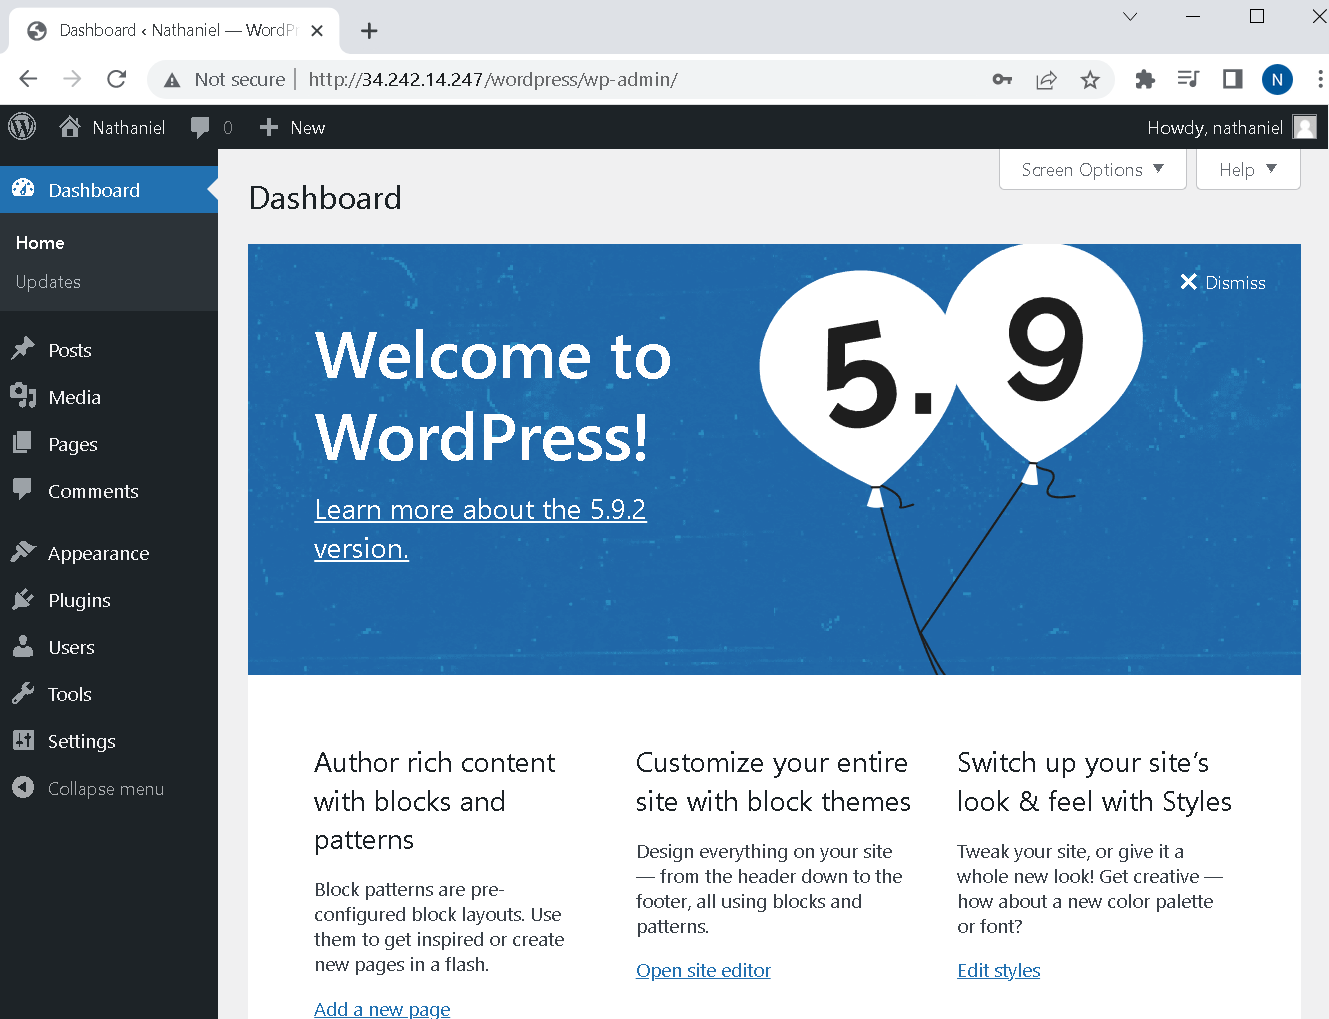 Dashboard ‹ Nathaniel — WordPr
Not secure | http://34.242.14.247/wordpress/wp-admin/
N
Nathaniel 0 New Howdy, nathaniel
Screen Options Help
Dashboard
Home
Updates
Posts
Media
Pages
Comments
Appearance
Plugins
Users
Tools
Settings
Collapse menu
Dashboard
Dismiss
Welcome to
WordPress!
Learn more about the 5.9.2
version.
5.9
Author rich content
with blocks and
patterns
Block patterns are pre-
configured block layouts. Use
them to get inspired or create
new pages in a flash.
Add a new page
Customize your entire
site with block themes
Design everything on your site
— from the header down to the
footer, all using blocks and
patterns.
Open site editor
Switch up your site’s
look & feel with Styles
Tweak your site, or give it a
whole new look! Get creative —
how about a new color palette
or font?
Edit styles